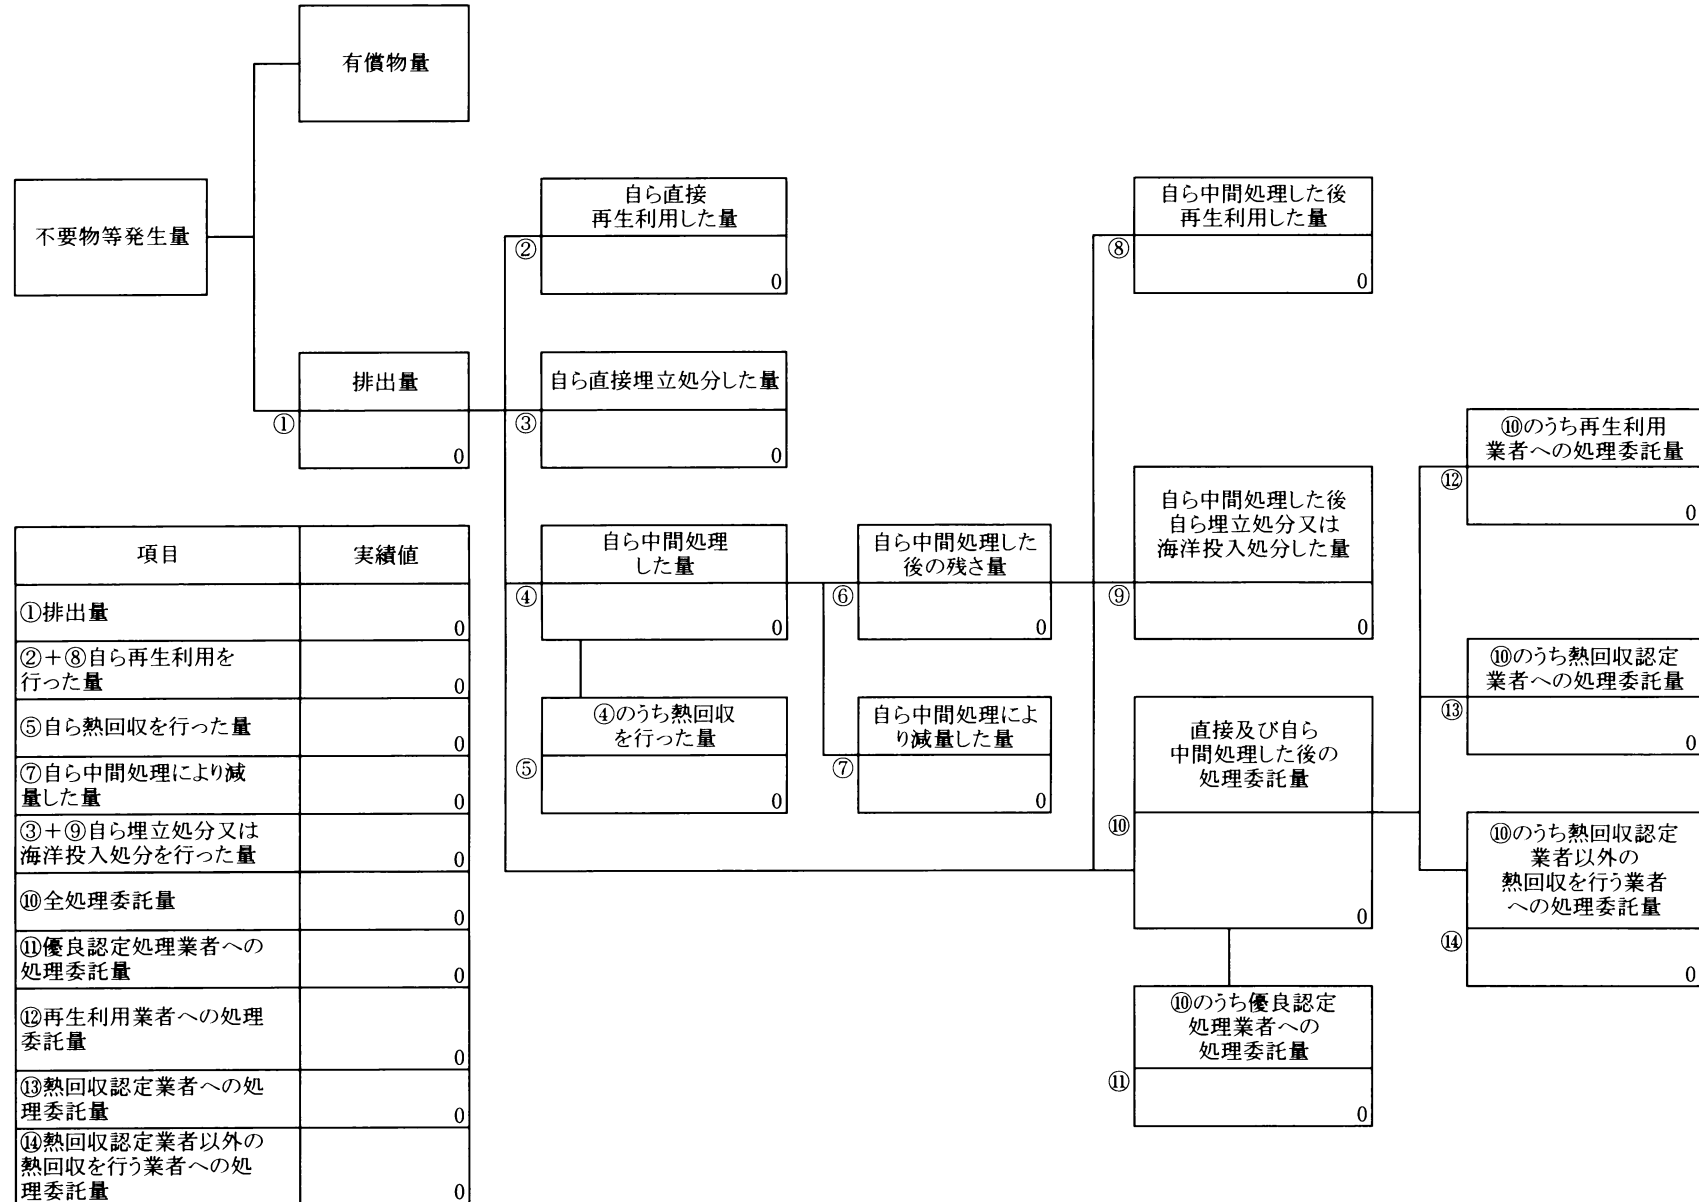 有償物量
不要物等発生量
排出量
①
0
自ら直接
再生利用した量
②
0
自ら直接埋立処分した量
③
0
自ら中間処理
した量
④
0
④のうち熱回収
を行った量
⑤
0
自ら中間処理した
後の残さ量
⑥
0
自ら中間処理によ
り減量した量
⑦
0
自ら中間処理した後
再生利用した量
⑧
0
自ら中間処理した後
自ら埋立処分又は
海洋投入処分した量
⑨
0
直接及び自ら
中間処理した後の
処理委託量
⑩
0
⑩のうち優良認定
処理業者への
処理委託量
⑪
0
⑩のうち再生利用
業者への処理委託量
⑫
0
⑩のうち熱回収認定
業者への処理委託量
⑬
0
⑩のうち熱回収認定
業者以外の
熱回収を行う業者
への処理委託量
⑭
0
項目 実績値
①排出量
0
②+⑧自ら再生利用を
行った量
0
⑤自ら熱回収を行った量
0
⑦自ら中間処理により減
量した量
0
③+⑨自ら埋立処分又は
海洋投入処分を行った量
0
⑩全処理委託量
0
⑪優良認定処理業者への
処理委託量
0
⑫再生利用業者への処理
委託量
0
⑬熱回収認定業者への処
理委託量
0
⑭熱回収認定業者以外の
熱回収を行う業者への処
理委託量
0